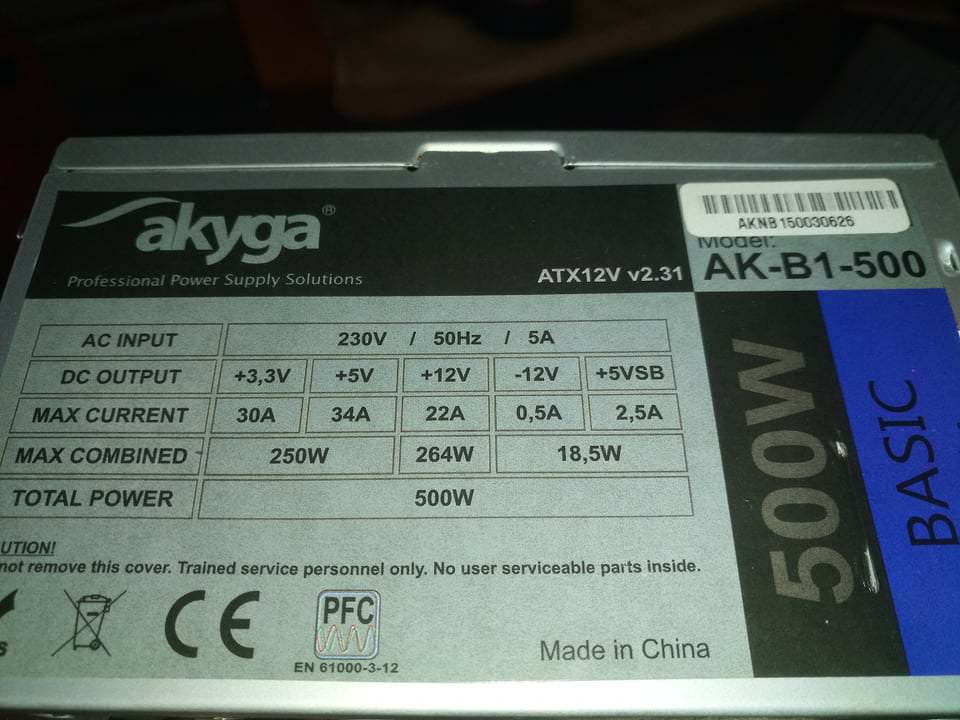 akyga®
Professional Power Supply Solutions
ATX12V v2.31
AKNB150030626
Model:
AK-B1-500
AC INPUT 230V / 50Hz / 5A
DC OUTPUT +3,3V +5V +12V -12V +5VSB
MAX CURRENT 30A 34A 22A 0,5A 2,5A
MAX COMBINED 250W 264W 18,5W
TOTAL POWER 500W
500W
BASIC
UTION!
not remove this cover. Trained service personnel only. No user serviceable parts inside.
s
CE
PFC
EN 61000-3-12
Made in China